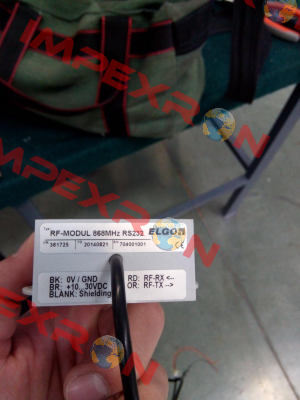 IMPEXRON
RF-MODUL 868MHz RS232 ELGO
361725 20140821 704001001 CE
BK: 0V / GND RD: RF-RX <--
BR: +10...30VDC OR: RF-TX -->
BLANK: Shielding